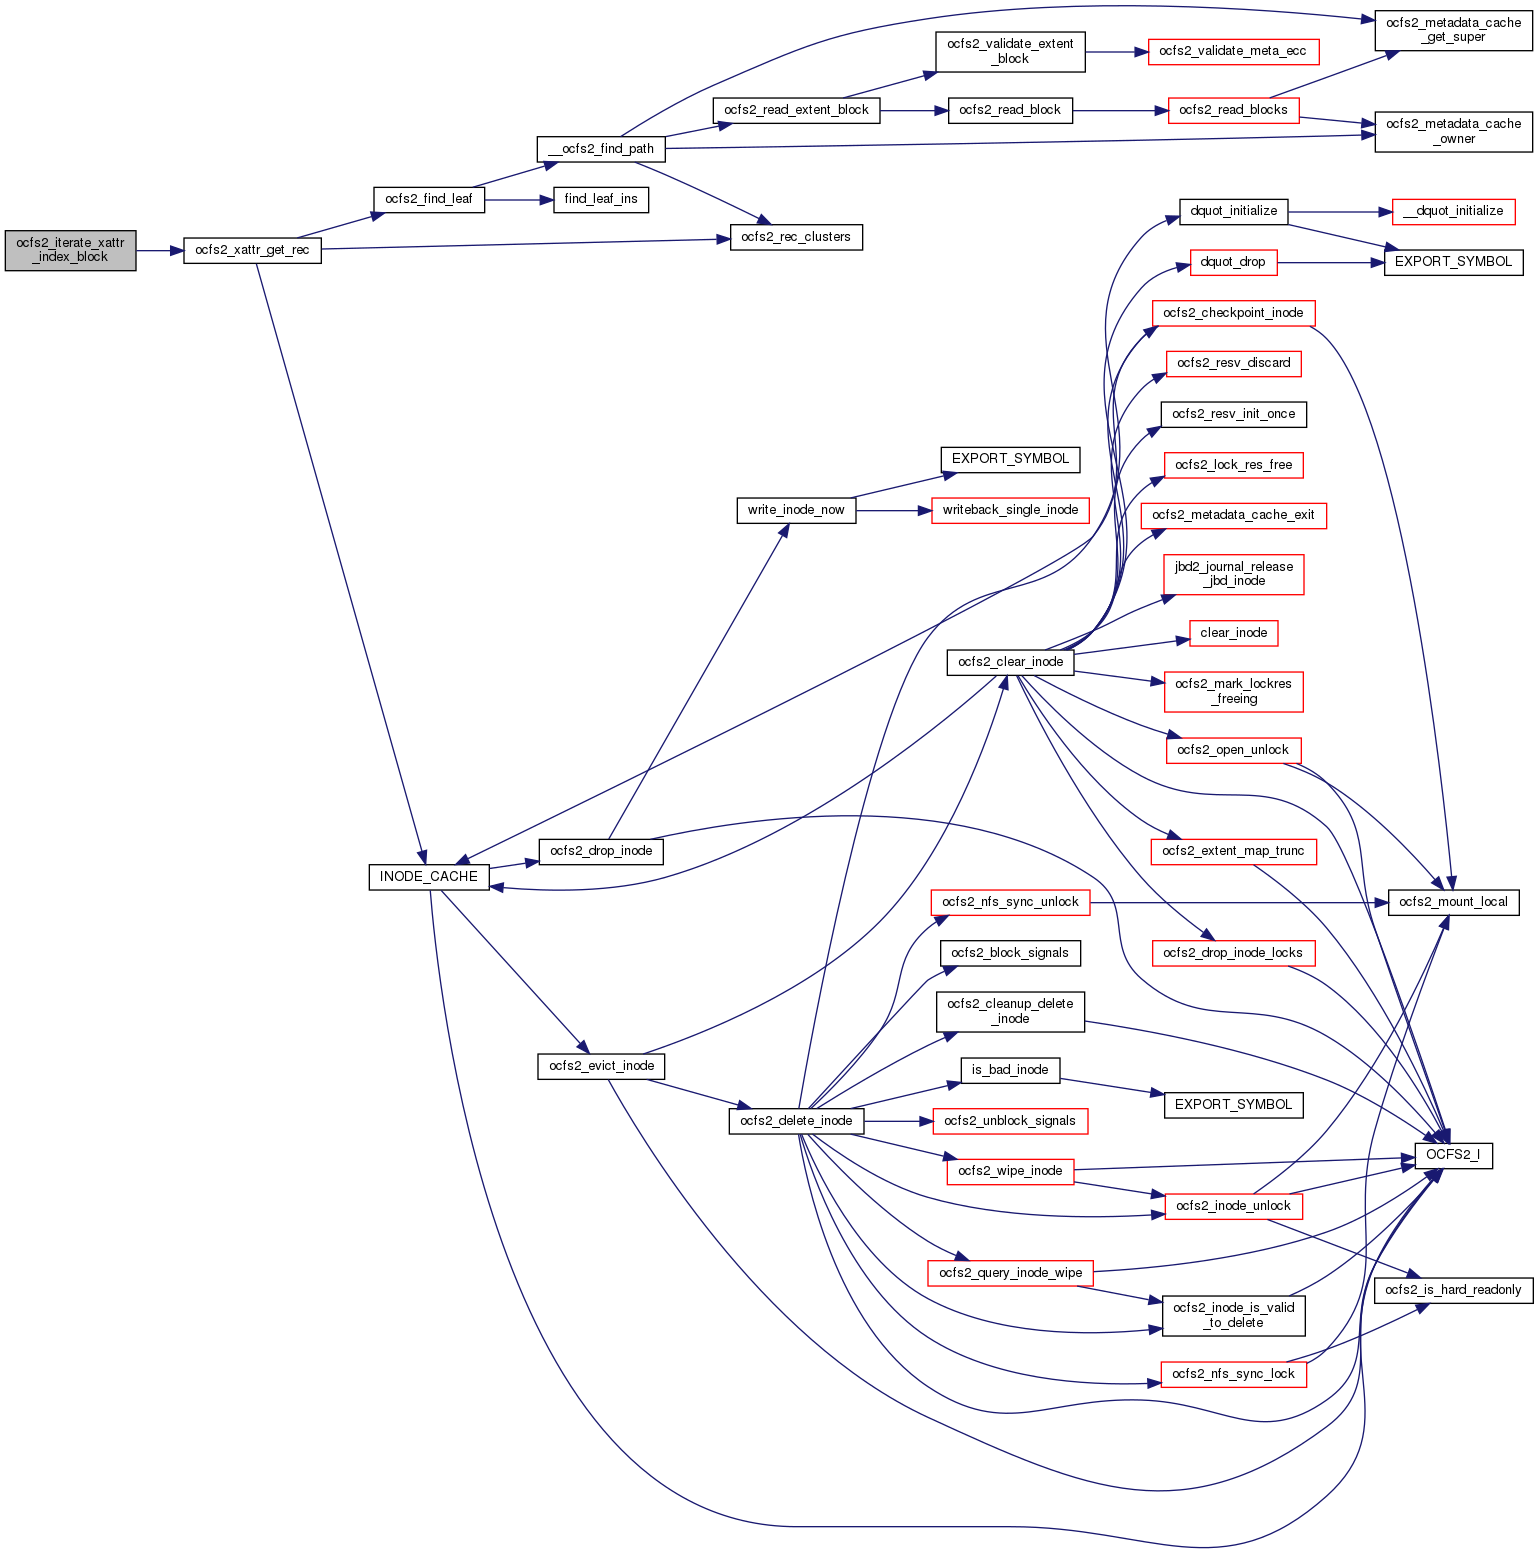 ocfs2_iterate_xattr
_index_block
ocfs2_xattr_get_rec
ocfs2_find_leaf
find_leaf_ins
__ocfs2_find_path
ocfs2_rec_clusters
ocfs2_read_extent_block
ocfs2_validate_extent
_block
ocfs2_validate_meta_ecc
ocfs2_read_block
ocfs2_read_blocks
ocfs2_metadata_cache
_get_super
ocfs2_metadata_cache
_owner
dquot_initialize
__dquot_initialize
dquot_drop
EXPORT_SYMBOL
ocfs2_checkpoint_inode
ocfs2_resv_discard
ocfs2_resv_init_once
ocfs2_lock_res_free
ocfs2_metadata_cache_exit
jbd2_journal_release
_jbd_inode
clear_inode
ocfs2_mark_lockres
_freeing
ocfs2_open_unlock
ocfs2_extent_map_trunc
ocfs2_drop_inode_locks
EXPORT_SYMBOL
write_inode_now
writeback_single_inode
ocfs2_clear_inode
INODE_CACHE
ocfs2_drop_inode
ocfs2_evict_inode
ocfs2_delete_inode
ocfs2_nfs_sync_unlock
ocfs2_block_signals
ocfs2_cleanup_delete
_inode
is_bad_inode
EXPORT_SYMBOL
ocfs2_unblock_signals
ocfs2_wipe_inode
ocfs2_inode_unlock
ocfs2_query_inode_wipe
ocfs2_inode_is_valid
_to_delete
ocfs2_nfs_sync_lock
ocfs2_mount_local
OCFS2_I
ocfs2_is_hard_readonly